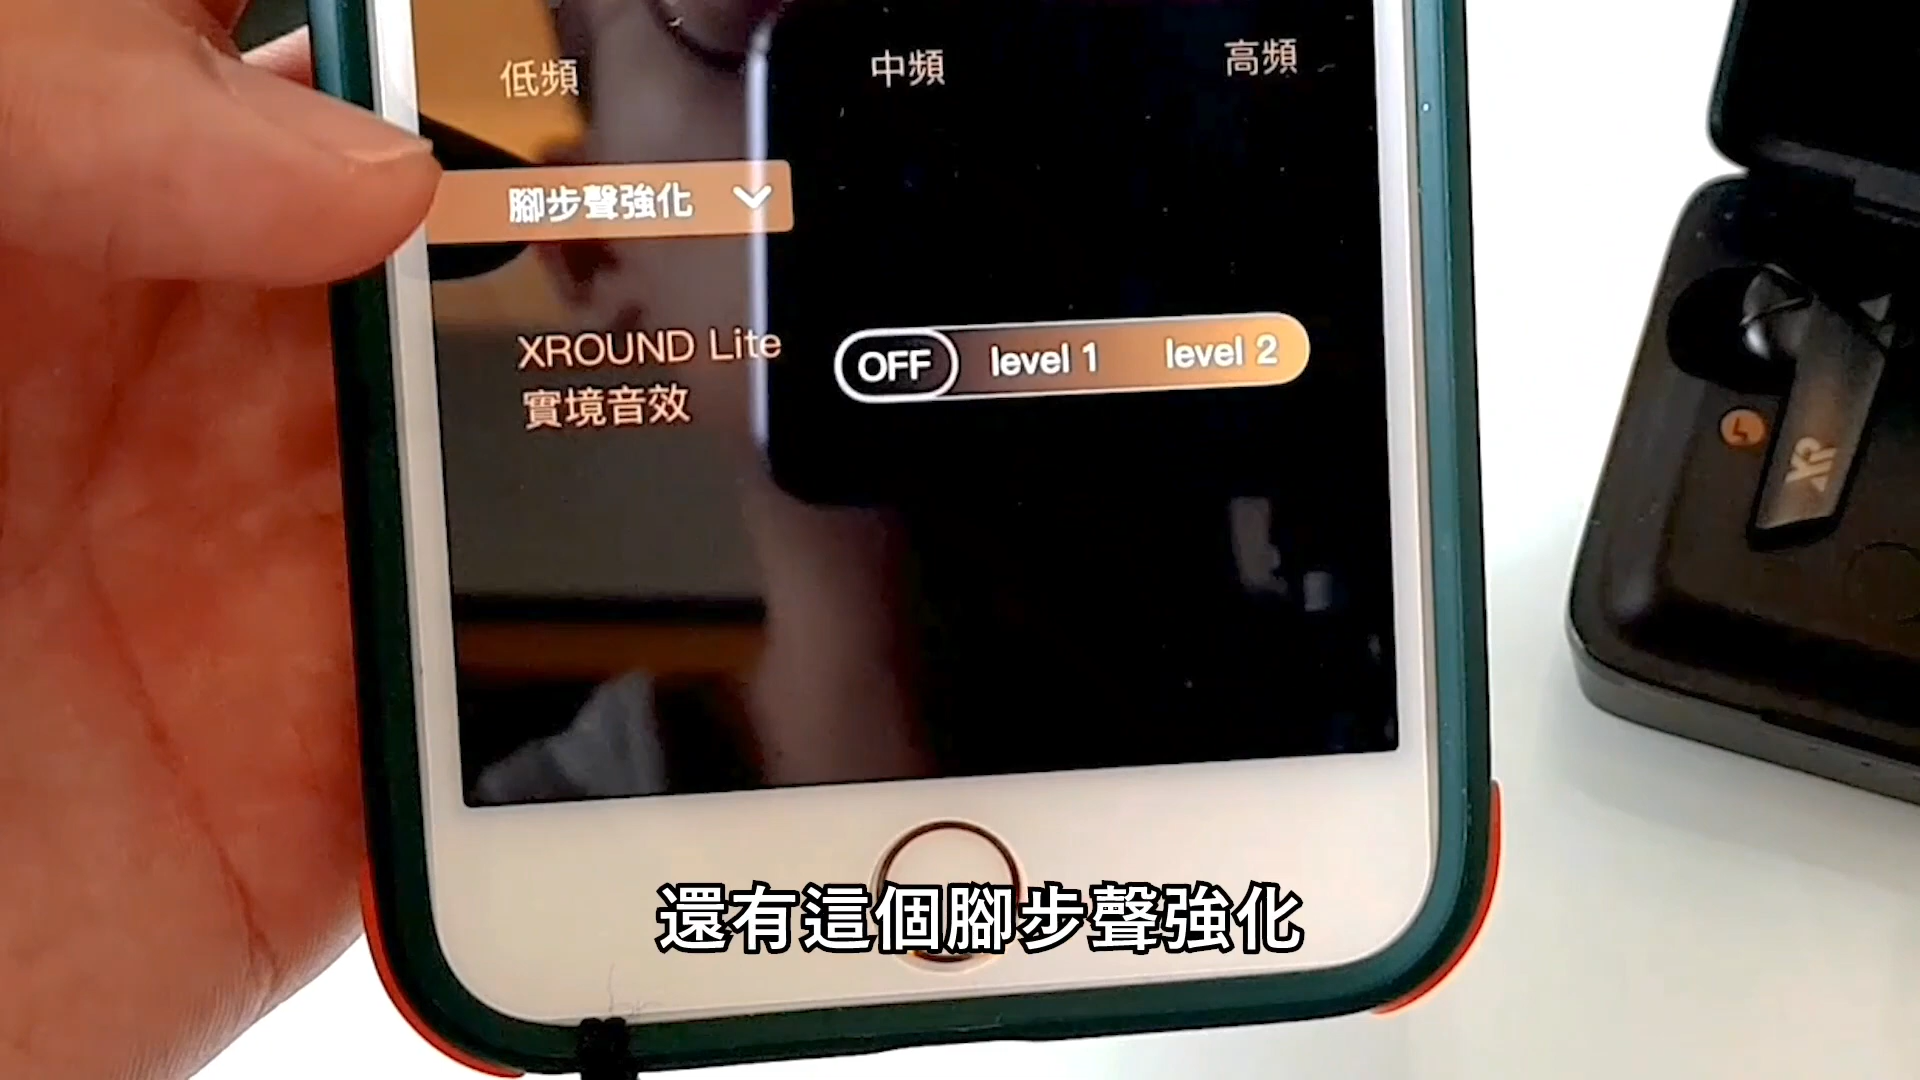 低頻 中頻 高頻
腳步聲強化
XROUND Lite
實境音效
OFF level 1 level 2
L
XR
還有這個腳步聲強化